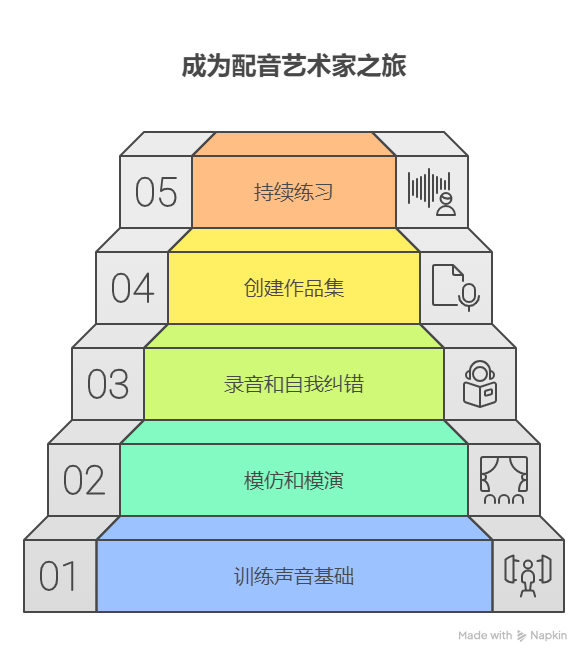 成为配音艺术家之旅
05
持续练习
04
创建作品集
03
录音和自我纠错
02
模仿和模演
01
训练声音基础
Made with Napkin